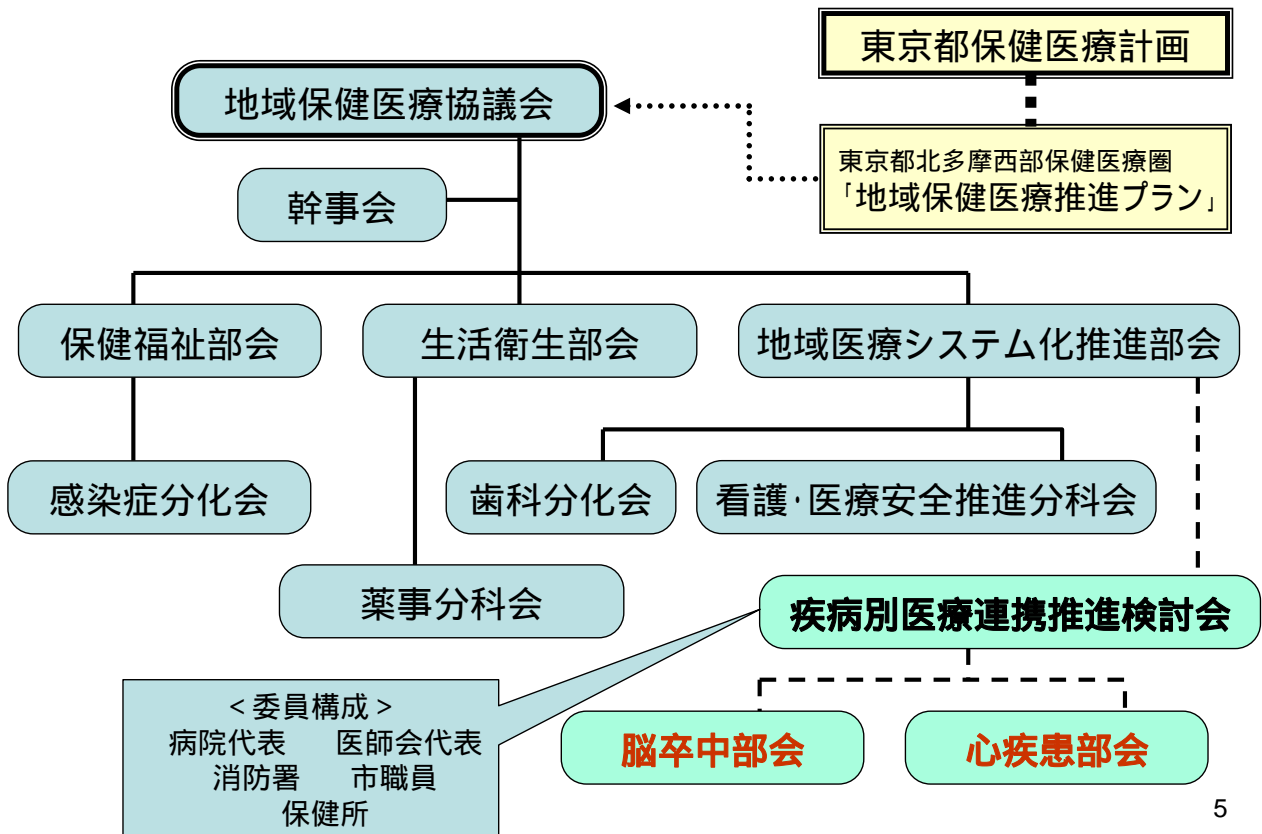 東京都保健医療計画
地域保健医療協議会
東京都北多摩西部保健医療圏
「地域保健医療推進プラン」
幹事会
保健福祉部会
生活衛生部会
地域医療システム化推進部会
感染症分化会
歯科分化会
看護・医療安全推進分科会
薬事分科会
疾病別医療連携推進検討会
<委員構成>
病院代表 医師会代表
消防署 市職員
保健所
脳卒中部会
心疾患部会
5